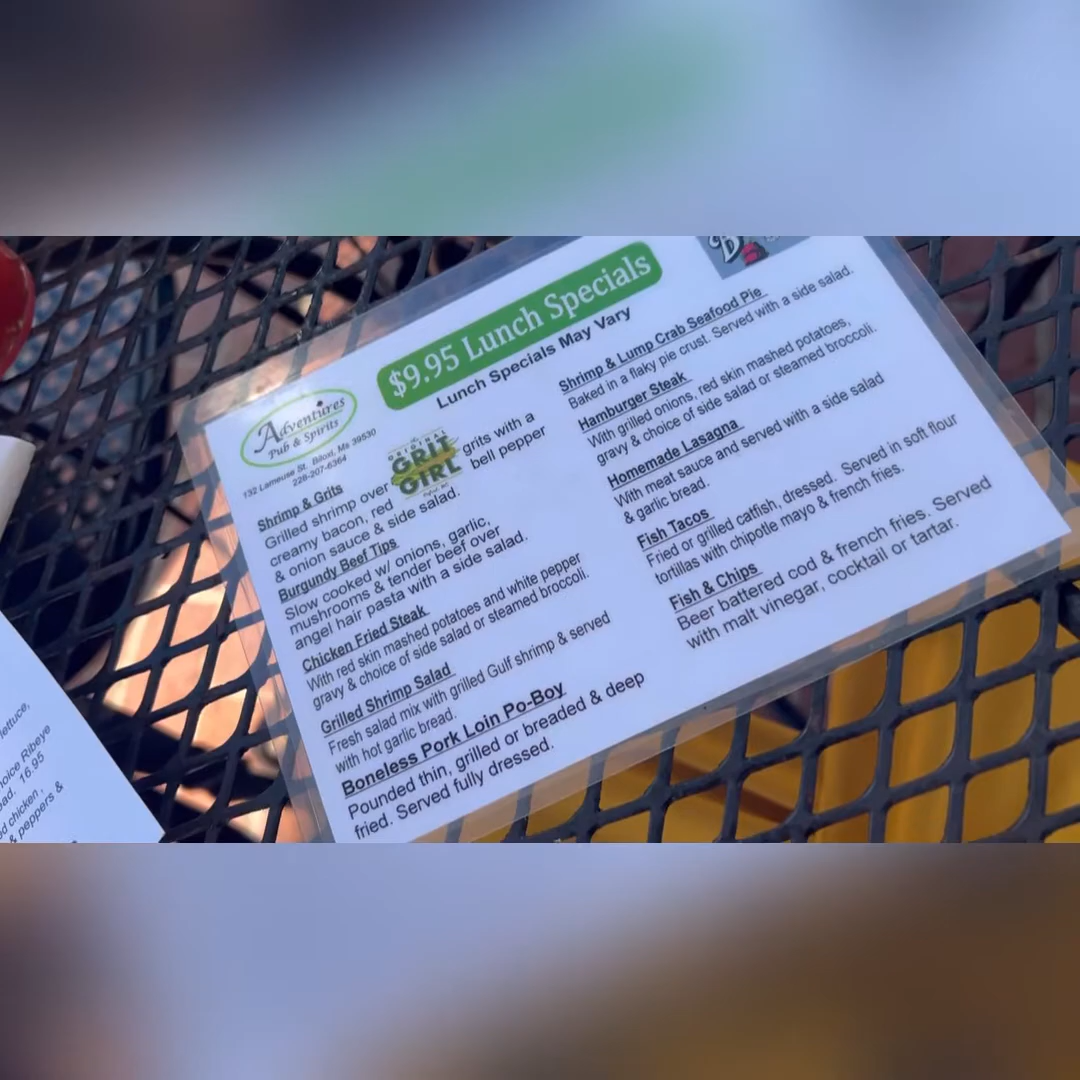 $9.95 Lunch Specials
Lunch Specials May Vary
Adventures
Pub & Spirits
132 Lameuse St. Biloxi, Ms 39530
228-207-6364
Shrimp & Grits
Grilled shrimp over
ORIGINAL
GRIT
GIRL
grits with a
creamy bacon, red
bell pepper
& onion sauce & side salad.
Burgundy Beef Tips
Slow cooked w/ onions, garlic,
mushrooms & tender beef over
angel hair pasta with a side salad.
Chicken Fried Steak
With red skin mashed potatoes and white pepper
gravy & choice of side salad or steamed broccoli.
Grilled Shrimp Salad
Fresh salad mix with grilled Gulf shrimp & served
with hot garlic bread.
Boneless Pork Loin Po-Boy
Pounded thin, grilled or breaded & deep
fried. Served fully dressed.
Shrimp & Lump Crab Seafood Pie
Baked in a flaky pie crust. Served with a side salad.
Hamburger Steak
With grilled onions, red skin mashed potatoes,
gravy & choice of side salad or steamed broccoli.
Homemade Lasagna
With meat sauce and served with a side salad
& garlic bread.
Fish Tacos
Fried or grilled catfish, dressed. Served in soft flour
tortillas with chipotle mayo & french fries.
Fish & Chips
Beer battered cod & french fries. Served
with malt vinegar, cocktail or tartar.
lettuce,
Ribeye
16.95
chicken,
& peppers &